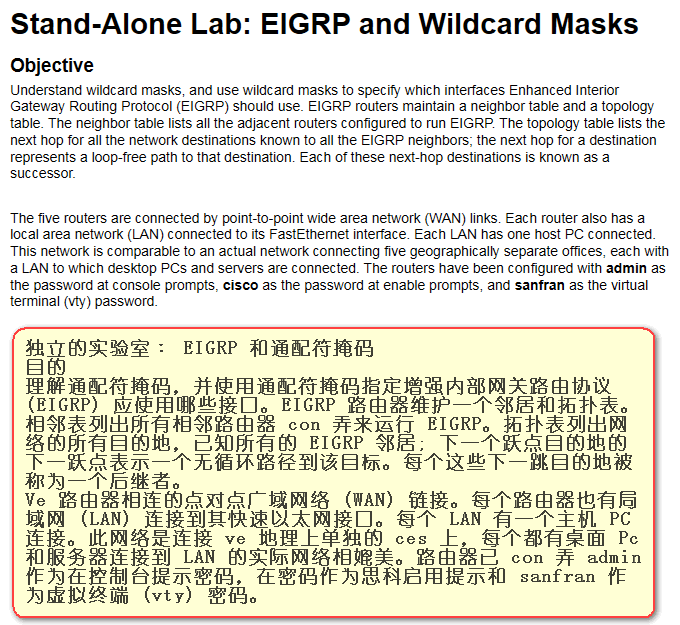 Stand-Alone Lab: EIGRP and Wildcard Masks
Objective
Understand wildcard masks, and use wildcard masks to specify which interfaces Enhanced Interior
Gateway Routing Protocol (EIGRP) should use. EIGRP routers maintain a neighbor table and a topology
table. The neighbor table lists all the adjacent routers configured to run EIGRP. The topology table lists the
next hop for all the network destinations known to all the EIGRP neighbors; the next hop for a destination
represents a loop-free path to that destination. Each of these next-hop destinations is known as a
successor.
The five routers are connected by point-to-point wide area network (WAN) links. Each router also has a
local area network (LAN) connected to its FastEthernet interface. Each LAN has one host PC connected.
This network is comparable to an actual network connecting five geographically separate offices, each with
a LAN to which desktop PCs and servers are connected. The routers have been configured with admin as
the password at console prompts, cisco as the password at enable prompts, and sanfran as the virtual
terminal (vty) password.
独立的实验室： EIGRP 和通配符掩码
目的
理解通配符掩码，并使用通配符掩码指定增强内部网关路由协议
(EIGRP) 应使用哪些接口。EIGRP 路由器维护一个邻居和拓扑表。
相邻表列出所有相邻路由器 con 弄来运行 EIGRP。拓扑表列出网
络的所有目的地，已知所有的 EIGRP 邻居; 下一个跃点目的地的
下一跃点表示一个无循环路径到该目标。每个这些下一跳目的地被
称为一个后继者。
Ve 路由器相连的点对点广域网络 (WAN) 链接。每个路由器也有局
域网 (LAN) 连接到其快速以太网接口。每个 LAN 有一个主机 PC
连接。此网络是连接 ve 地理上单独的 ces 上，每个都有桌面 Pc
和服务器连接到 LAN 的实际网络相媲美。路由器已 con 弄 admin
作为在控制台提示密码，在密码作为思科启用提示和 sanfran 作
为虚拟终端 (vty) 密码。